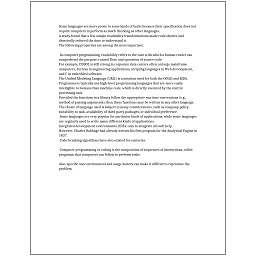 Some languages are more prone to some kinds of faults because their specification does not
require compilers to perform as much checking as other languages.
A study found that a few simple readability transformations made code shorter and
drastically reduced the time to understand it.
The following properties are among the most important:

In computer programming, readability refers to the ease with which a human reader can
comprehend the purpose, control flow, and operation of source code.
For example, COBOL is still strong in corporate data centers often on large mainframe
computers, Fortran in engineering applications, scripting languages in Web development,
and C in embedded software.
The Unified Modeling Language (UML) is a notation used for both the OOAD and MDA.
Programmers typically use high-level programming languages that are more easily
intelligible to humans than machine code, which is directly executed by the central
processing unit.
Provided the functions in a library follow the appropriate run-time conventions (e.g.,
method of passing arguments), then these functions may be written in any other language.
The choice of language used is subject to many considerations, such as company policy,
suitability to task, availability of third-party packages, or individual preference.
Some languages are very popular for particular kinds of applications, while some languages
are regularly used to write many different kinds of applications.
Integrated development environments (IDEs) aim to integrate all such help.
However, Charles Babbage had already written his first program for the Analytical Engine in
1837.
Code-breaking algorithms have also existed for centuries.

Computer programming or coding is the composition of sequences of instructions, called
programs, that computers can follow to perform tasks.

Also, specific user environment and usage history can make it difficult to reproduce the
problem.